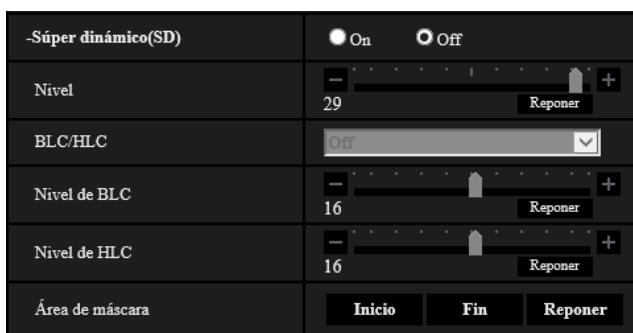 -Súper dinámico(SD) On Off
Nivel
29 Reponer
BLC/HLC Off
Nivel de BLC
16 Reponer
Nivel de HLC
16 Reponer
Área de máscara Inicio Fin Reponer